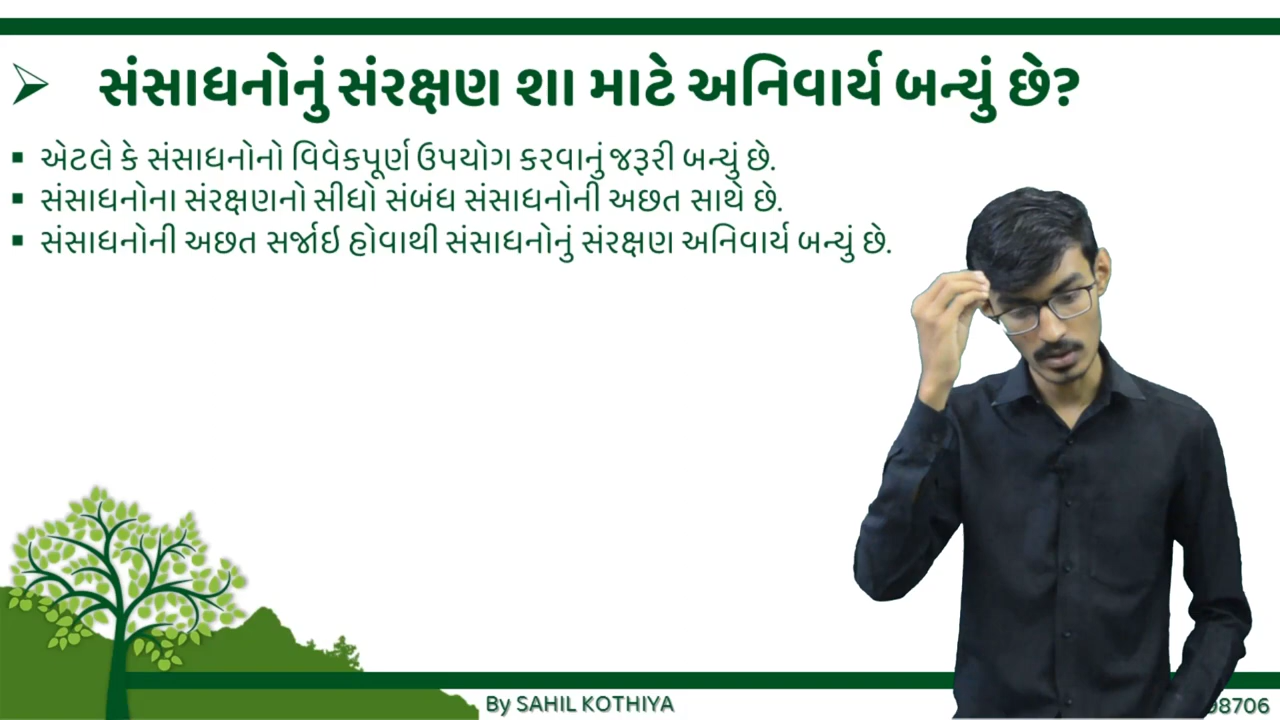 સંસાધનોનું સંરક્ષણ શા માટે અનિવાર્ય બન્યું છે?
એટલે કે સંસાધનોનો વિવેકપૂર્ણ ઉપયોગ કરવાનું જરૂરી બન્યું છે.
સંસાધનોના સંરક્ષણનો સીધો સંબંધ સંસાધનોની અછત સાથે છે.
સંસાધનોની અછત સર્જાઇ હોવાથી સંસાધનોનું સંરક્ષણ અનિવાર્ય બન્યું છે.
By SAHIL KOTHIYA